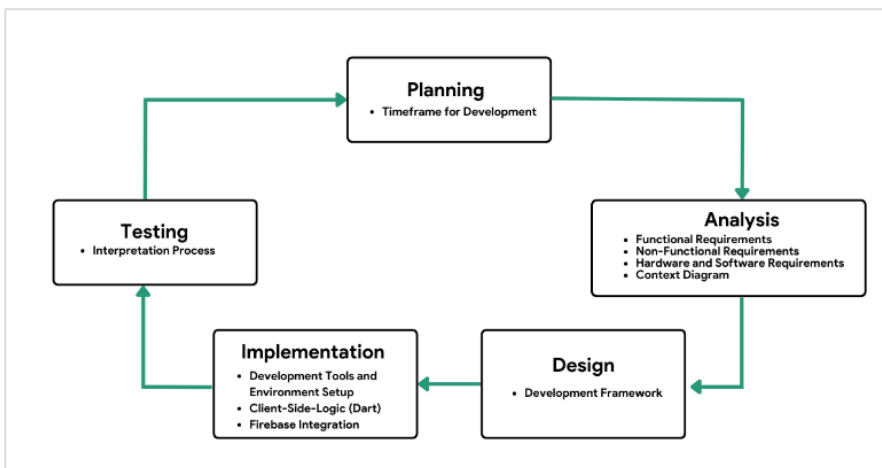 Planning
• Timeframe for Development
Analysis
• Functional Requirements
• Non-Functional Requirements
• Hardware and Software Requirements
• Context Diagram
Testing
• Interpretation Process
Implementation
• Development Tools and
Environment Setup
• Client-Side-Logic (Dart)
• Firebase Integration
Design
• Development Framework